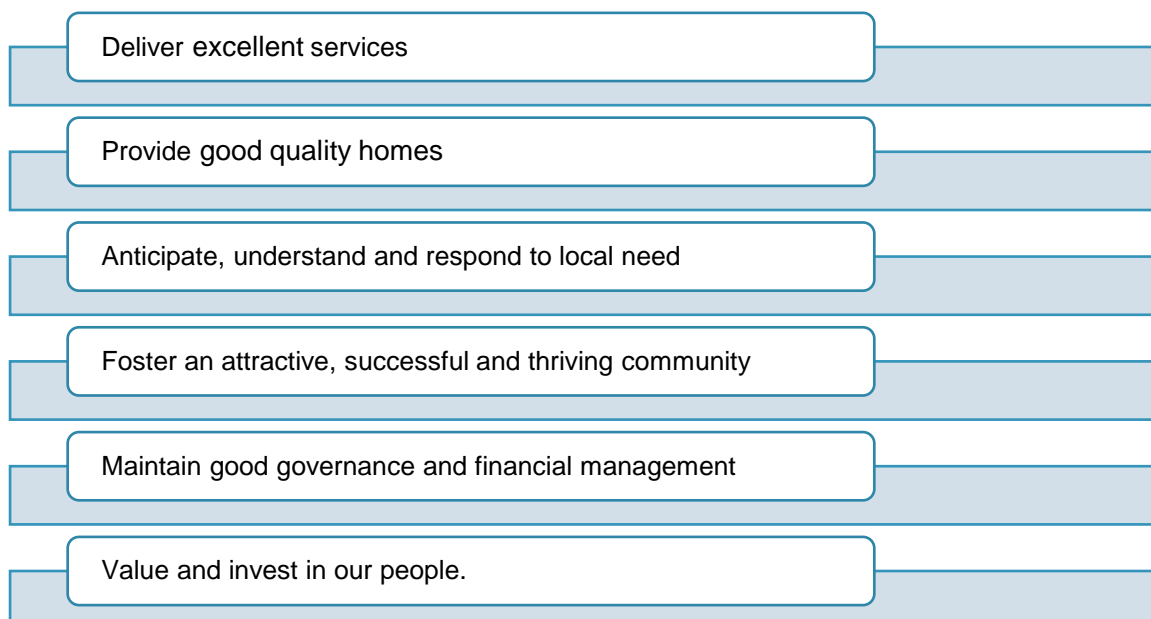 Deliver excellent services
Provide good quality homes
Anticipate, understand and respond to local need
Foster an attractive, successful and thriving community
Maintain good governance and financial management
Value and invest in our people.